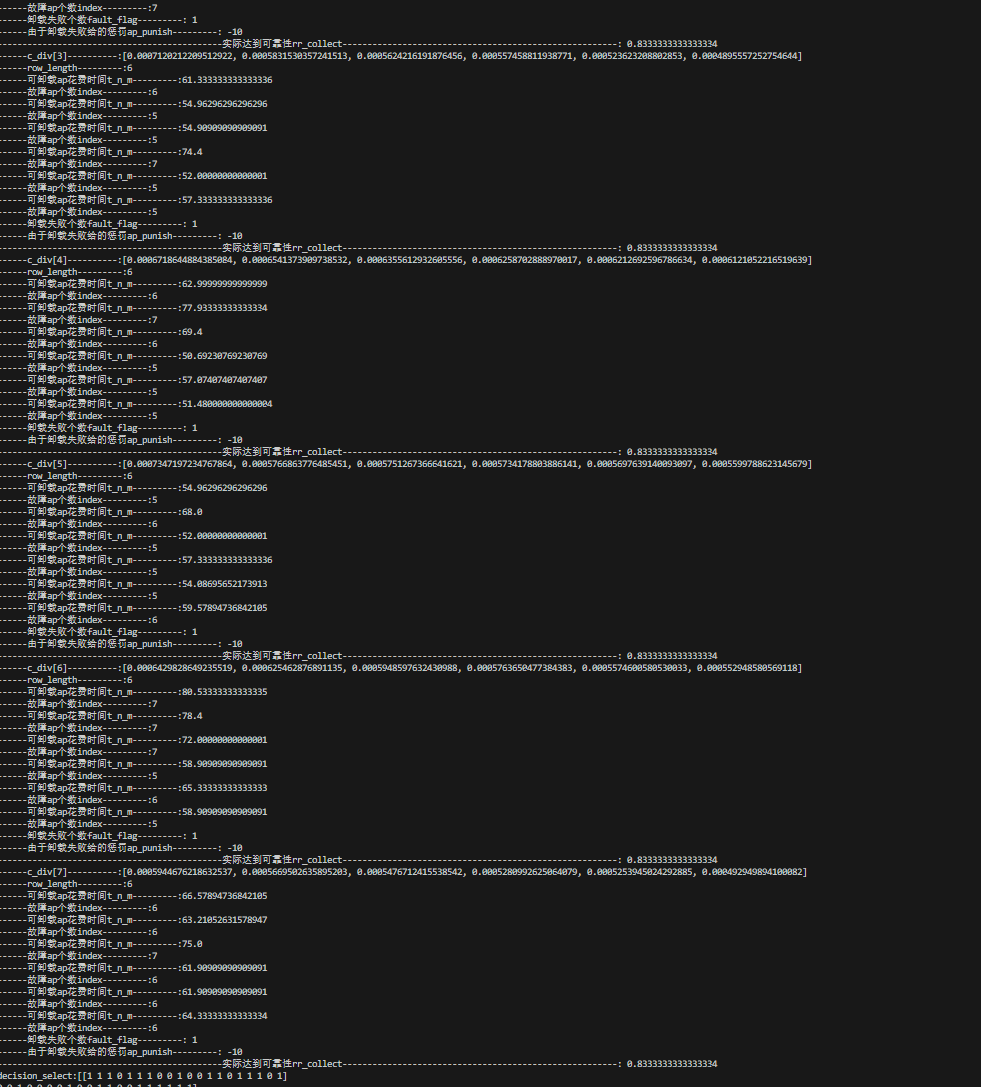 ------故障ap个数index---------:7
------卸载失败个数fault_flag---------: 1
------由于卸载失败给的惩罚ap_punish---------: -10
---------------------------------------------实际达到可靠性rr_collect-------------------------------------------------------: 0.8333333333333334
------c_div[3]----------:[0.0007120212209512922, 0.0005831530357241513, 0.000562421619187645​6, 0.000557458811938771, 0.000523623208802853, 0.0004895557252754644]
------row_length---------:6
------可卸载ap花费时间t_n_m---------:61.333333333333336
------故障ap个数index---------:6
------可卸载ap花费时间t_n_m---------:54.96296296296296
------故障ap个数index---------:5
------可卸载ap花费时间t_n_m---------:54.90909090909091
------故障ap个数index---------:5
------可卸载ap花费时间t_n_m---------:74.4
------故障ap个数index---------:7
------可卸载ap花费时间t_n_m---------:52.00000000000001
------故障ap个数index---------:5
------可卸载ap花费时间t_n_m---------:57.333333333333336
------故障ap个数index---------:5
------卸载失败个数fault_flag---------: 1
------由于卸载失败给的惩罚ap_punish---------: -10
---------------------------------------------实际达到可靠性rr_collect-------------------------------------------------------: 0.8333333333333334
------c_div[4]----------:[0.0006718644884385084, 0.0006541373909738532, 0.0006355612932605556, 0.0006258702888970017, 0.0006212692596786634, 0.0006121052216519639]
------row_length---------:6
------可卸载ap花费时间t_n_m---------:62.99999999999999
------故障ap个数index---------:6
------可卸载ap花费时间t_n_m---------:77.93333333333334
------故障ap个数index---------:7
------可卸载ap花费时间t_n_m---------:69.4
------故障ap个数index---------:6
------可卸载ap花费时间t_n_m---------:50.69230769230769
------故障ap个数index---------:5
------可卸载ap花费时间t_n_m---------:57.07407407407407
------故障ap个数index---------:5
------可卸载ap花费时间t_n_m---------:51.480000000000004
------故障ap个数index---------:5
------卸载失败个数fault_flag---------: 1
------由于卸载失败给的惩罚ap_punish---------: -10
---------------------------------------------实际达到可靠性rr_collect-------------------------------------------------------: 0.8333333333333334
------c_div[5]----------:[0.0007347197234767864, 0.0005766863776485451, 0.0005751267366641621, 0.0005734178803886141, 0.0005697639140093097, 0.0005599788623145679]
------row_length---------:6
------可卸载ap花费时间t_n_m---------:54.96296296296296
------故障ap个数index---------:5
------可卸载ap花费时间t_n_m---------:68.0
------故障ap个数index---------:6
------可卸载ap花费时间t_n_m---------:52.00000000000001
------故障ap个数index---------:5
------可卸载ap花费时间t_n_m---------:57.333333333333336
------故障ap个数index---------:5
------可卸载ap花费时间t_n_m---------:54.08695652173913
------故障ap个数index---------:5
------可卸载ap花费时间t_n_m---------:59.57894736842105
------故障ap个数index---------:6
------卸载失败个数fault_flag---------: 1
------由于卸载失败给的惩罚ap_punish---------: -10
---------------------------------------------实际达到可靠性rr_collect-------------------------------------------------------: 0.8333333333333334
------c_div[6]----------:[0.0006429828649235519, 0.000625462876891135, 0.0005948597632430988, 0.0005763650477384383, 0.0005574600580530033, 0.000552948580569118]
------row_length---------:6
------可卸载ap花费时间t_n_m---------:80.53333333333335
------故障ap个数index---------:7
------可卸载ap花费时间t_n_m---------:78.4
------故障ap个数index---------:7
------可卸载ap花费时间t_n_m---------:72.00000000000001
------故障ap个数index---------:7
------可卸载ap花费时间t_n_m---------:58.90909090909091
------故障ap个数index---------:5
------可卸载ap花费时间t_n_m---------:65.33333333333333
------故障ap个数index---------:6
------可卸载ap花费时间t_n_m---------:58.90909090909091
------故障ap个数index---------:5
------卸载失败个数fault_flag---------: 1
------由于卸载失败给的惩罚ap_punish---------: -10
---------------------------------------------实际达到可靠性rr_collect-------------------------------------------------------: 0.8333333333333334
------c_div[7]----------:[0.0005944676218632537, 0.0005669502635895203, 0.0005476712415538542, 0.0005280992625064079, 0.0005253945024292885, 0.000492949894100082]
------row_length---------:6
------可卸载ap花费时间t_n_m---------:66.57894736842105
------故障ap个数index---------:6
------可卸载ap花费时间t_n_m---------:63.21052631578947
------故障ap个数index---------:6
------可卸载ap花费时间t_n_m---------:75.0
------故障ap个数index---------:7
------可卸载ap花费时间t_n_m---------:61.90909090909091
------故障ap个数index---------:6
------可卸载ap花费时间t_n_m---------:61.90909090909091
------故障ap个数index---------:6
------可卸载ap花费时间t_n_m---------:64.33333333333334
------故障ap个数index---------:6
------卸载失败个数fault_flag---------: 1
------由于卸载失败给的惩罚ap_punish---------: -10
---------------------------------------------实际达到可靠性rr_collect-------------------------------------------------------: 0.8333333333333334
decision_select:[[1 1 1 0 1 1 1 0 0 1 0 0 1 1 0 1 1 1 0 1]